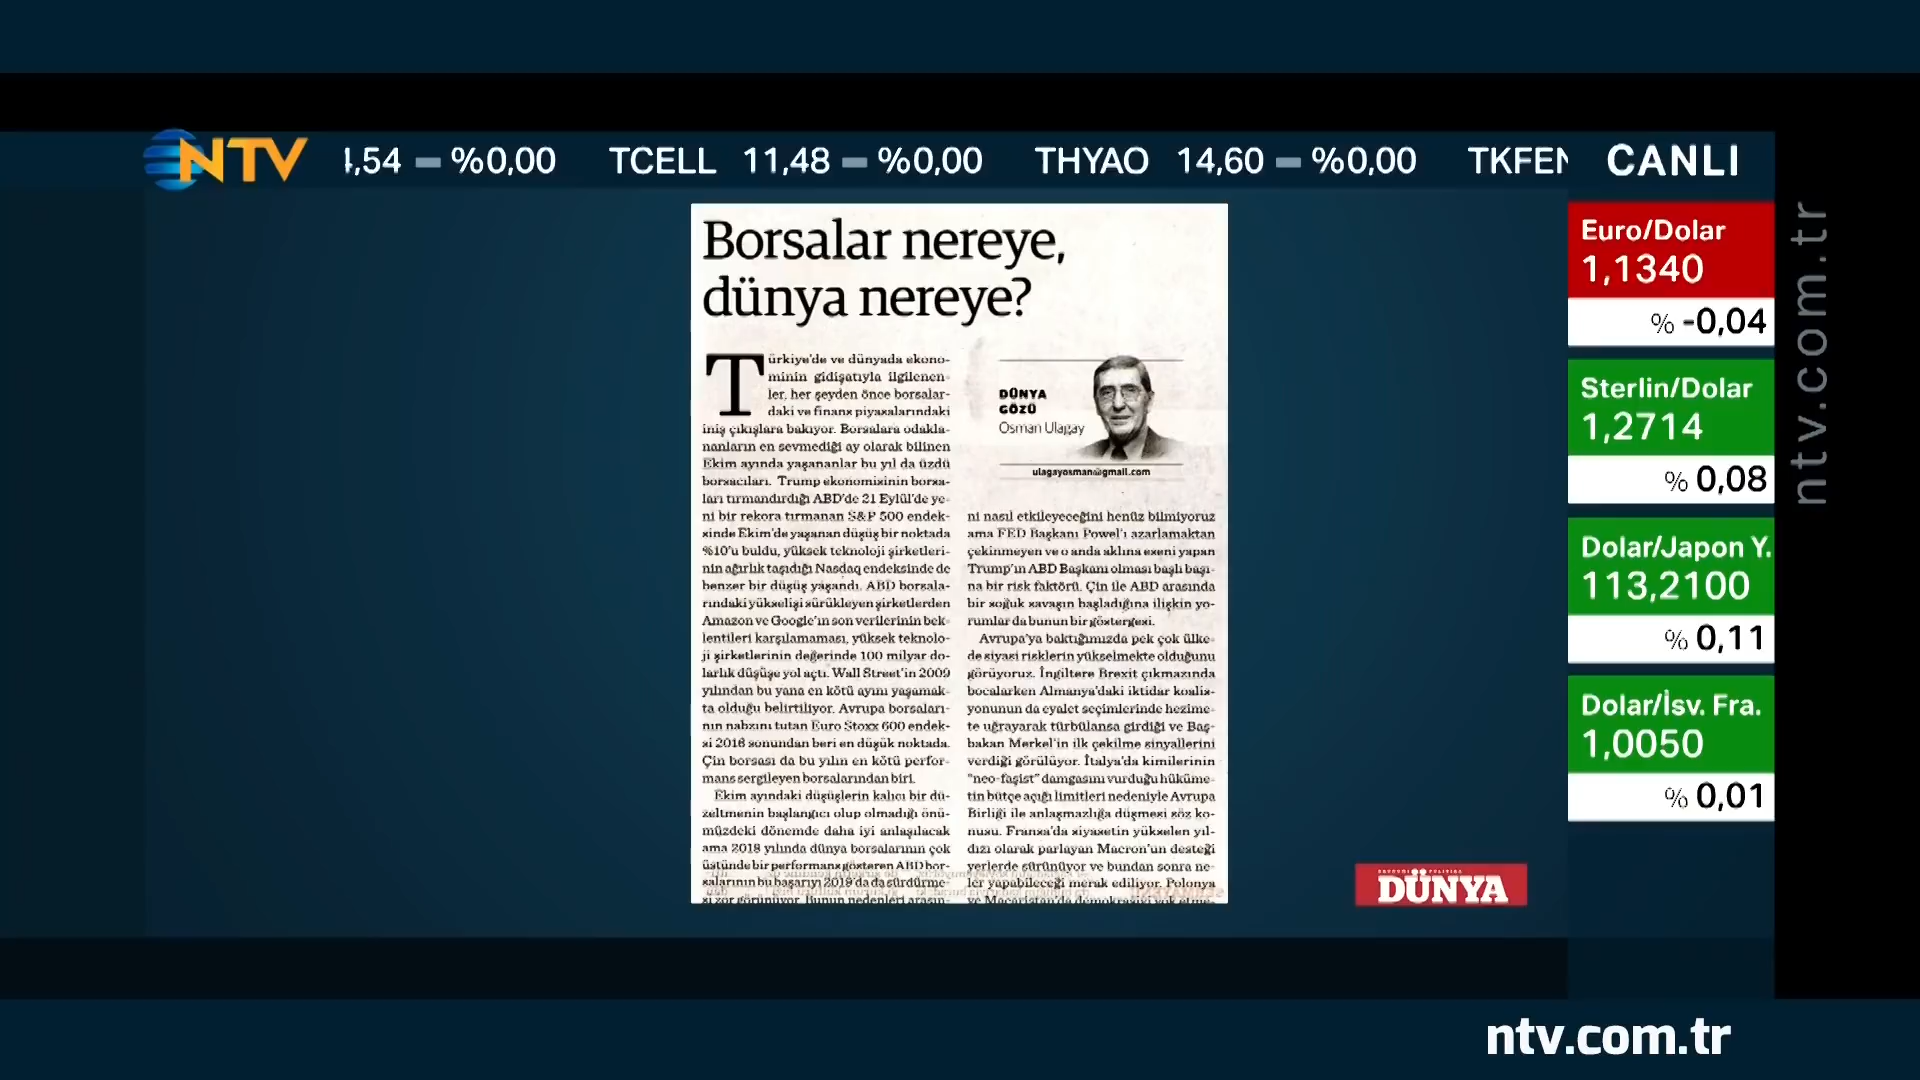 NTV
4,54 %0,00 TCELL 11,48 %0,00 THYAO 14,60 %0,00 TKFEN
CANLI
Borsalar nereye,
dünya nereye?
Türkiye'de ve dünyada ekono-
minin gidişatıyla ilgilenen-
ler, her şeyden önce borsalar-
daki ve finans piyasalarındaki
iniş çıkışlara bakıyor. Borsalara odakla-
nanların en sevmediği ay olarak bilinen
Ekim ayında yaşananlar bu yıl da üzdü
borsacıları. Trump ekonomisinin borsa-
ları tırmandırdığı ABD'de 21 Eylül'de ye-
ni bir rekora tırmanan S&P 500 endek-
sinde Ekim'de yaşanan düşüş bir noktada
%10'u buldu, yüksek teknoloji şirketleri-
nin ağırlık taşıdığı Nasdaq endeksinde de
benzer bir düşüş yaşandı. ABD borsala-
rındaki yükselişi sürükleyen şirketlerden
Amazon ve Google'ın son verilerinin bek-
lentileri karşılamaması, yüksek teknolo-
ji şirketlerinin değerinde 100 milyar do-
larlık düşüşe yol açtı. Wall Street'in 2009
yılından bu yana en kötü ayını yaşamak-
ta olduğu belirtiliyor. Avrupa borsaları-
nın nabzını tutan Euro Stoxx 600 endek-
si 2016 sonundan beri en düşük noktada.
Çin borsası da bu yılın en kötü perfor-
mans sergileyen borsalarından biri.
Ekim ayındaki düşüşlerin kalıcı bir dü-
zeltmenin başlangıcı olup olmadığı önü-
müzdeki dönemde daha iyi anlaşılacak
ama 2018 yılında dünya borsalarının çok
üstünde bir performans gösteren ABD bor-
salarının bu başarıyı 2019'da da sürdürme-
si zor görünüyor. Bunun nedenleri arasın-
DÜNYA
GÖZÜ
Osman Ulagay
ulagayosman@gmail.com
ni nasıl etkileyeceğini henüz bilmiyoruz
ama FED Başkanı Powel'ı azarlamaktan
çekinmeyen ve o anda aklına eseni yapan
Trump'ın ABD Başkanı olması başlı başı-
na bir risk faktörü. Çin ile ABD arasında
bir soğuk savaşın başladığına ilişkin yo-
rumlar da bunun bir göstergesi.
Avrupa'ya baktığımızda pek çok ülke-
de siyasi risklerin yükselmekte olduğunu
görüyoruz. İngiltere Brexit çıkmazında
bocalarken Almanya'daki iktidar koalis-
yonunun da eyalet seçimlerinde hezime-
te uğrayarak türbülansa girdiği ve Baş-
bakan Merkel'in ilk çekilme sinyallerini
verdiği görülüyor. İtalya'da kimilerinin
"neo-faşist" damgasını vurduğu hüküme-
tin bütçe açığı limitleri nedeniyle Avrupa
Birliği ile anlaşmazlığa düşmesi söz ko-
nusu. Fransa'da siyasetin yükselen yıl-
dızı olarak parlayan Macron'un desteği
yerlerde sürünüyor ve bundan sonra ne-
ler yapabileceği merak ediliyor. Polonya
ve Macaristan'da demokrasiyi yok etme-
Euro/Dolar
1,1340
% -0,04
Sterlin/Dolar
1,2714
% 0,08
Dolar/Japon Y.
113,2100
% 0,11
Dolar/İsv. Fra.
1,0050
% 0,01
ntv.com.tr
DÜNYA
ntv.com.tr